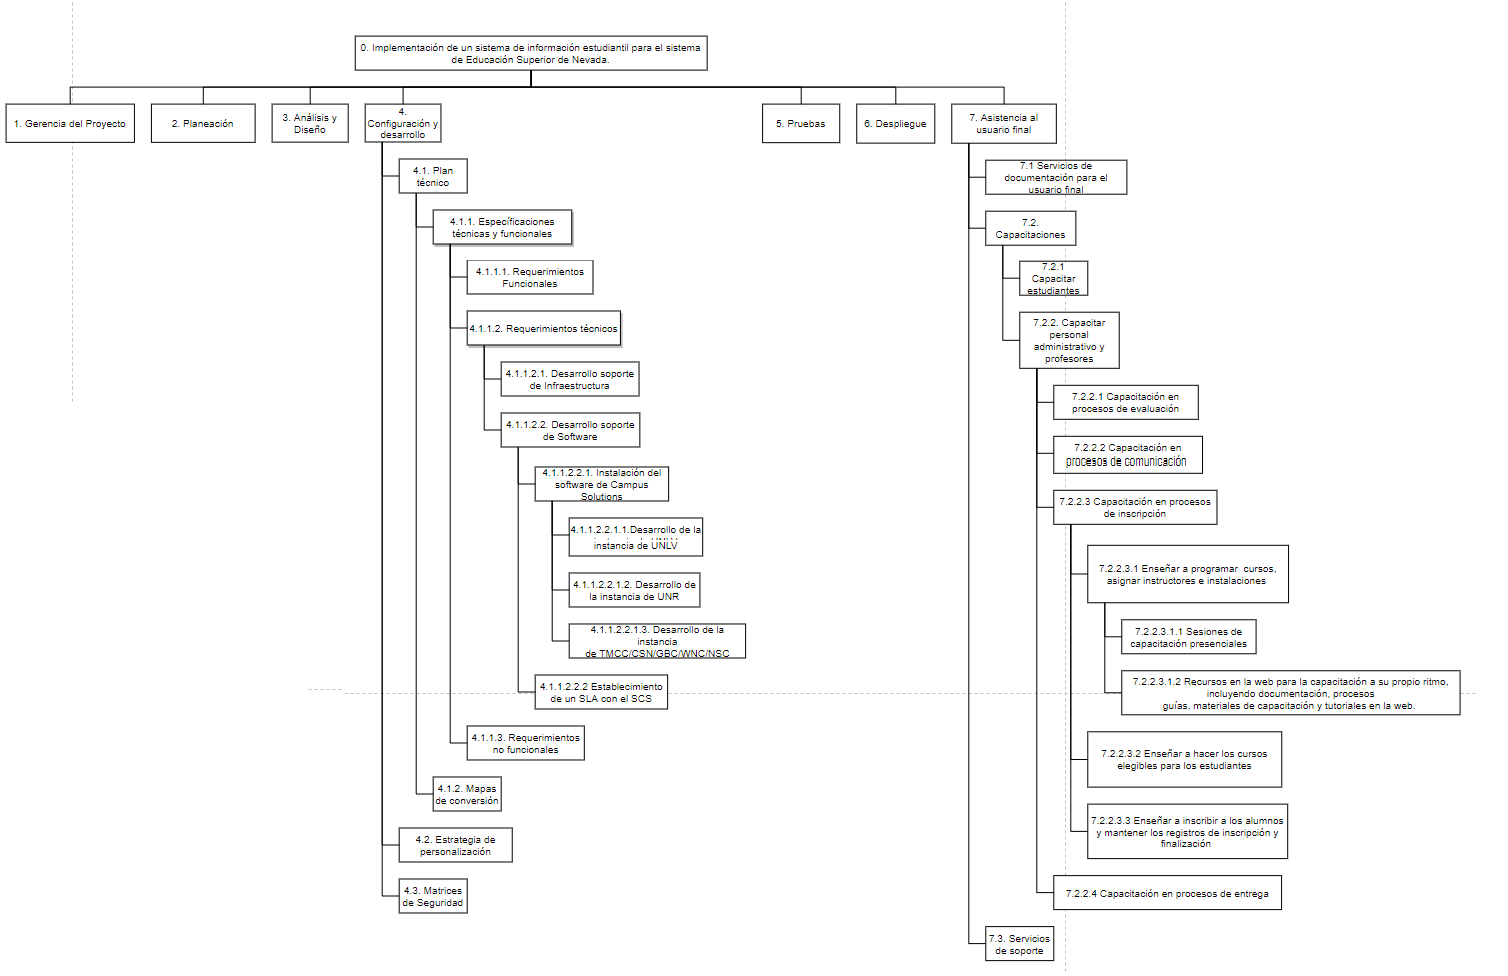 0. Implementación de un sistema de información estudiantil para el sistema
de Educación Superior de Nevada.
1. Gerencia del Proyecto
2. Planeación
3. Análisis y
Diseño
4.
Configuración y
desarrollo
5. Pruebas
6. Despliegue
7. Asistencia al
usuario final
4.1. Plan
técnico
4.1.1. Específicaciones
técnicas y funcionales
4.1.1.1. Requerimientos
Funcionales
4.1.1.2. Requerimientos técnicos
4.1.1.2.1. Desarrollo soporte
de Infraestructura
4.1.1.2.2. Desarrollo soporte
de Software
4.1.1.2.2.1. Instalación del
software de Campus
Solutions
4.1.1.2.2.1.1.Desarrollo de la
instancia de UNLV
4.1.1.2.2.1.2. Desarrollo de
la instancia de UNR
4.1.1.2.2.1.3. Desarrollo de la
instancia
de TMCC/CSN/GBC/WNC/NSC
4.1.1.2.2.2 Establecimiento
de un SLA con el SCS
4.1.1.3. Requerimientos
no funcionales
4.1.2. Mapas
de conversión
4.2. Estrategia de
personalización
4.3. Matrices
de Seguridad
7.1 Servicios de
documentación para el
usuario final
7.2.
Capacitaciones
7.2.1
Capacitar
estudiantes
7.2.2. Capacitar
personal
administrativo y
profesores
7.2.2.1 Capacitación en
procesos de evaluación
7.2.2.2 Capacitación en
procesos de comunicación
7.2.2.3 Capacitación en procesos
de inscripción
7.2.2.3.1 Enseñar a programar cursos,
asignar instructores e instalaciones
7.2.2.3.1.1 Sesiones de
capacitación presenciales
7.2.2.3.1.2 Recursos en la web para la capacitación a su propio ritmo,
incluyendo documentación, procesos
guías, materiales de capacitación y tutoriales en la web.
7.2.2.3.2 Enseñar a hacer los cursos
elegibles para los estudiantes
7.2.2.3.3 Enseñar a inscribir a los alumnos
y mantener los registros de inscripción y
finalización
7.2.2.4 Capacitación en procesos de entrega
7.3. Servicios
de soporte